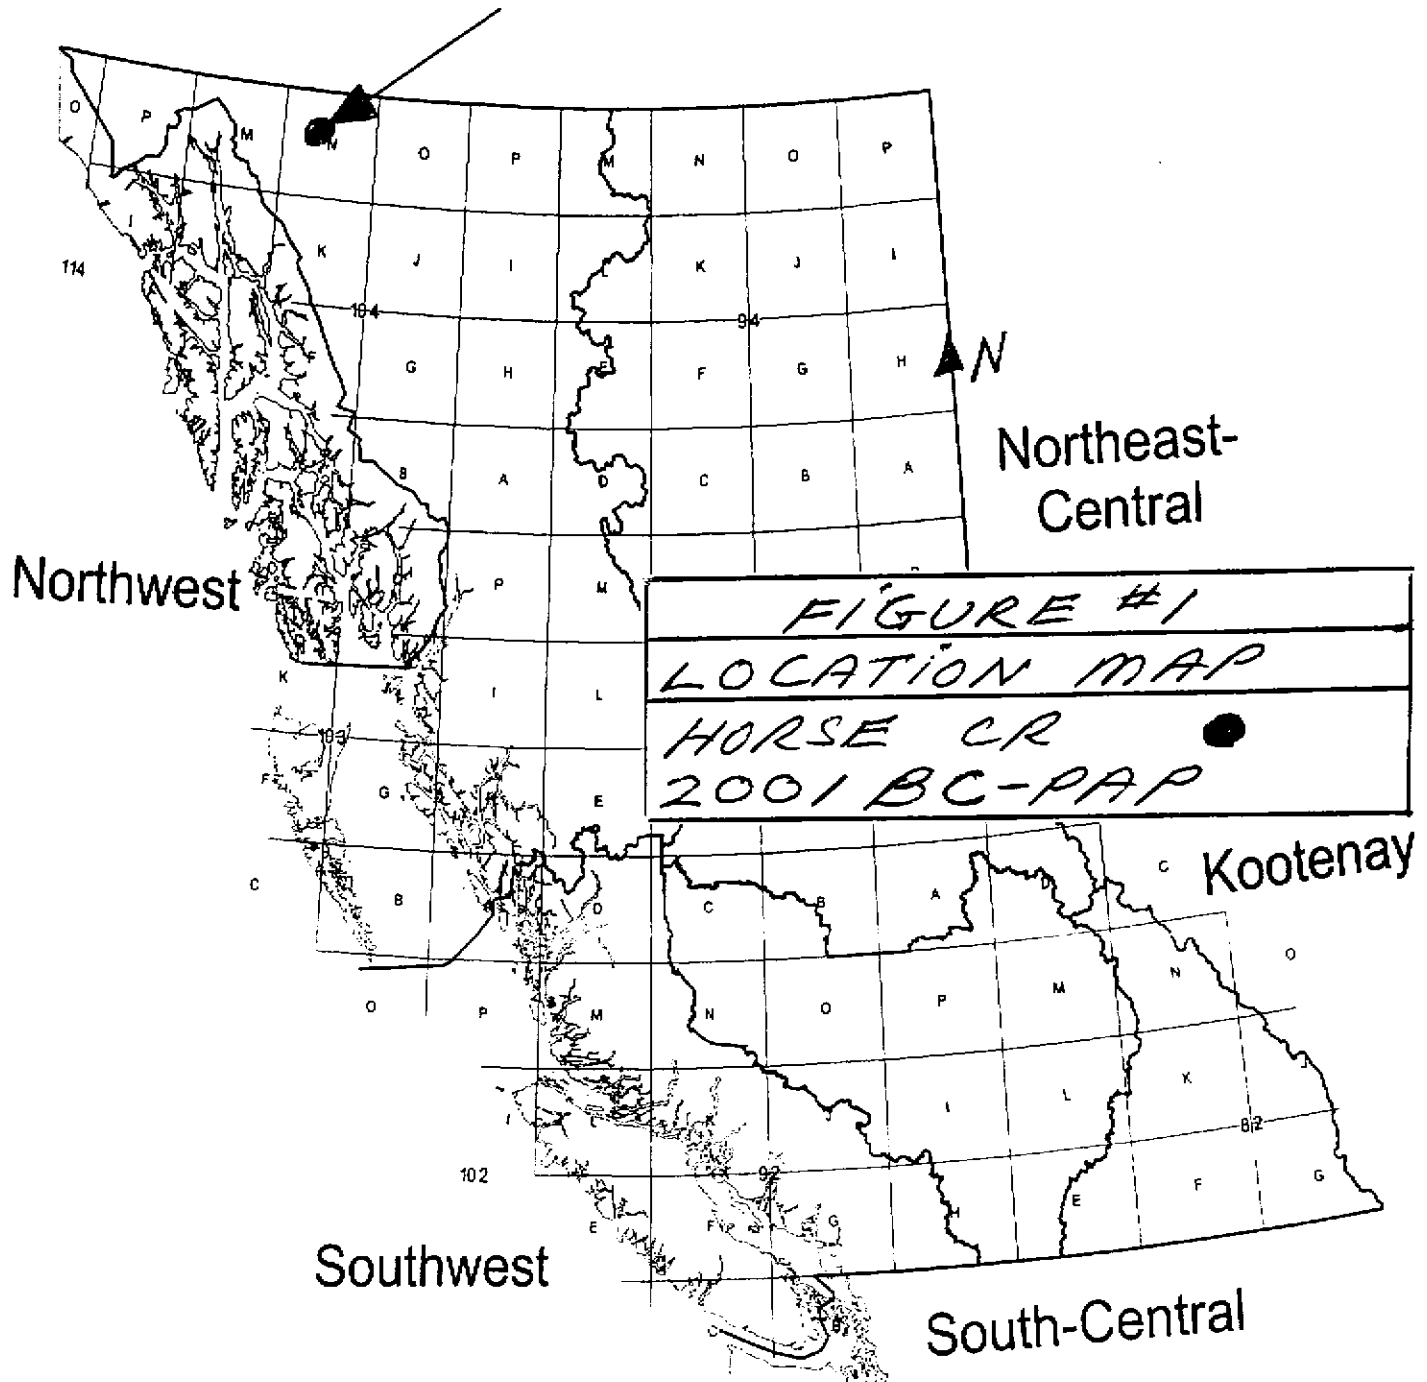 O P M N O P M N O P
I K J I L K J I
114
104 94
G H E F G H
N
B A D C B A
Northeast-
Central
Northwest
P M
FIGURE #1
LOCATION MAP
HORSE CR
2001 BC-PAP
K I L
103
F G E
Kootenay
C B D C B A D C
O P M N O P M N O
I L J I L K J
102 92 82
E F G H E F G
Southwest
South-Central